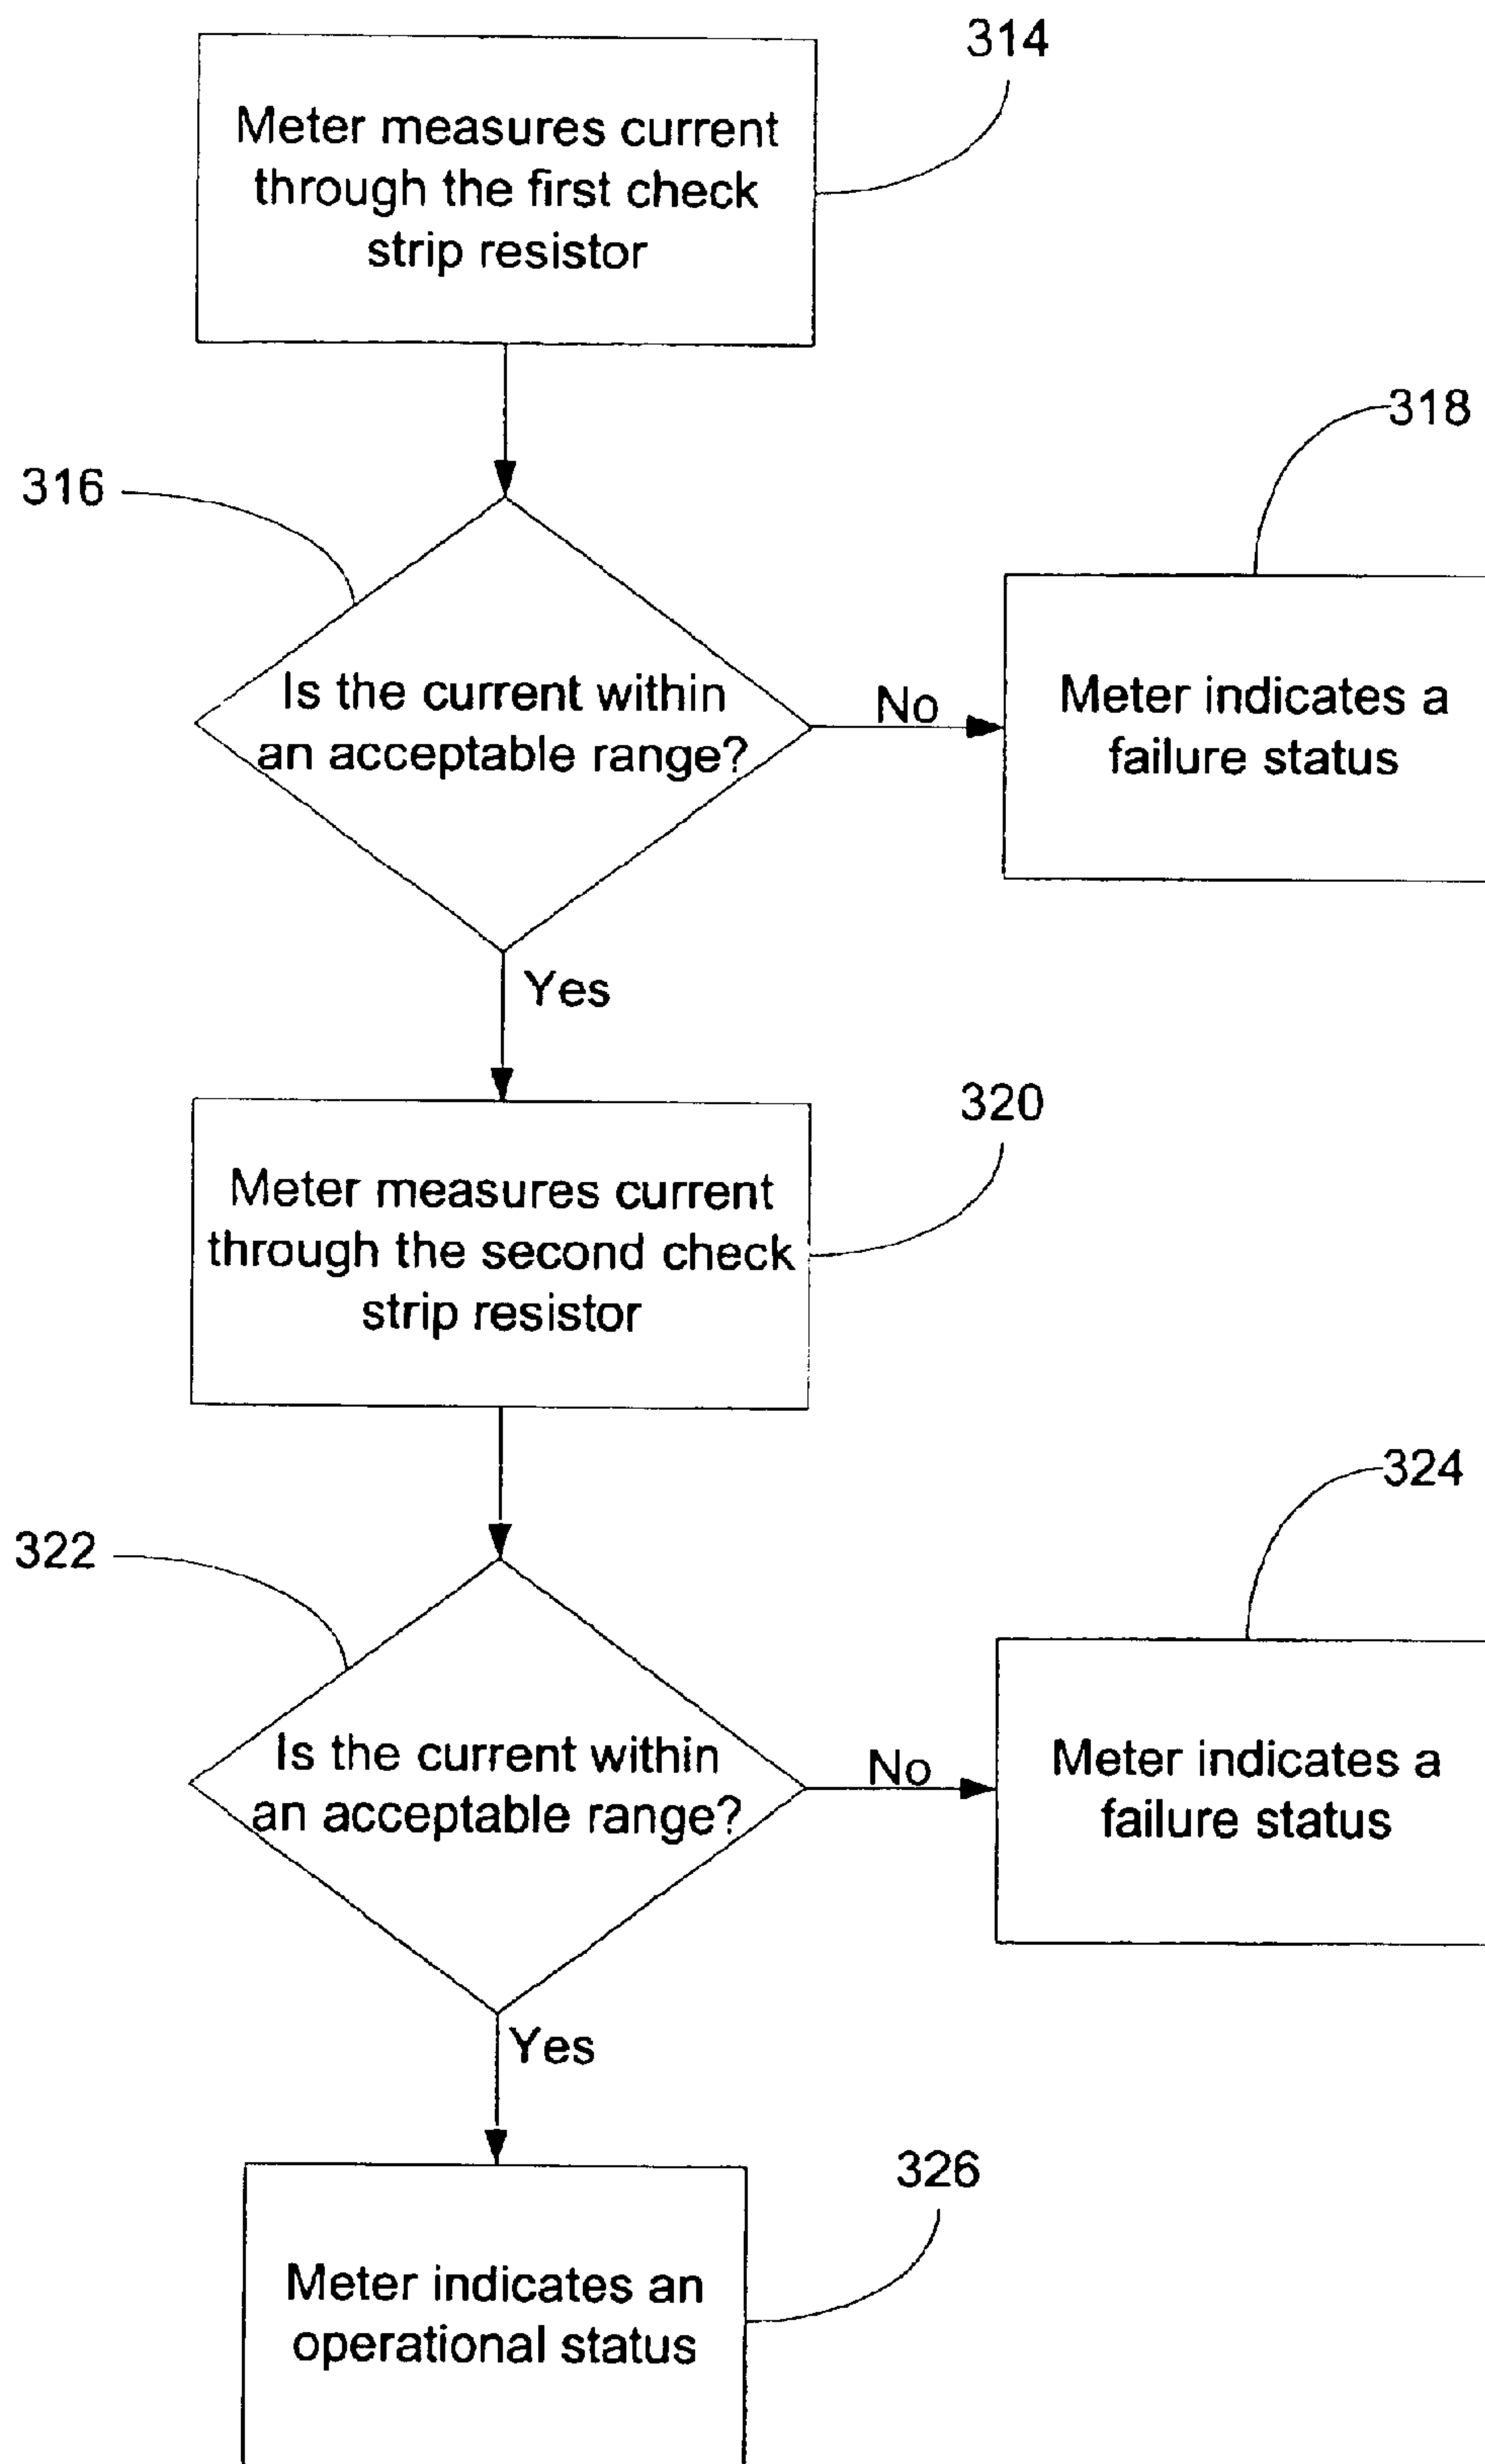 314
Meter measures current
through the first check
strip resistor
318
316
Is the current within
an acceptable range?
No
Meter indicates a
failure status
Yes
320
Meter measures current
through the second check
strip resistor
324
322
Is the current within
an acceptable range?
No
Meter indicates a
failure status
Yes
326
Meter indicates an
operational status